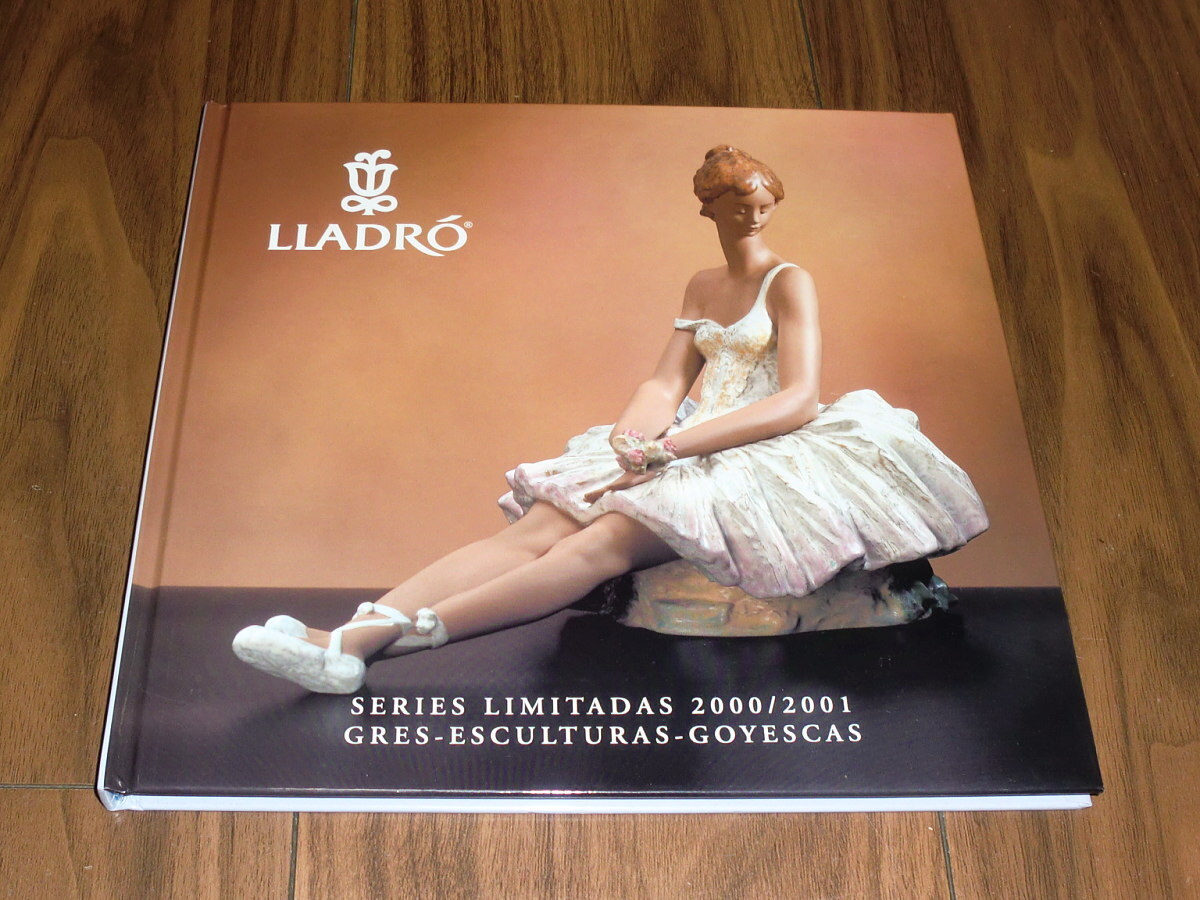 LLADRÓ®
SERIES LIMITADAS 2000/2001
GRES-ESCULTURAS-GOYESCAS